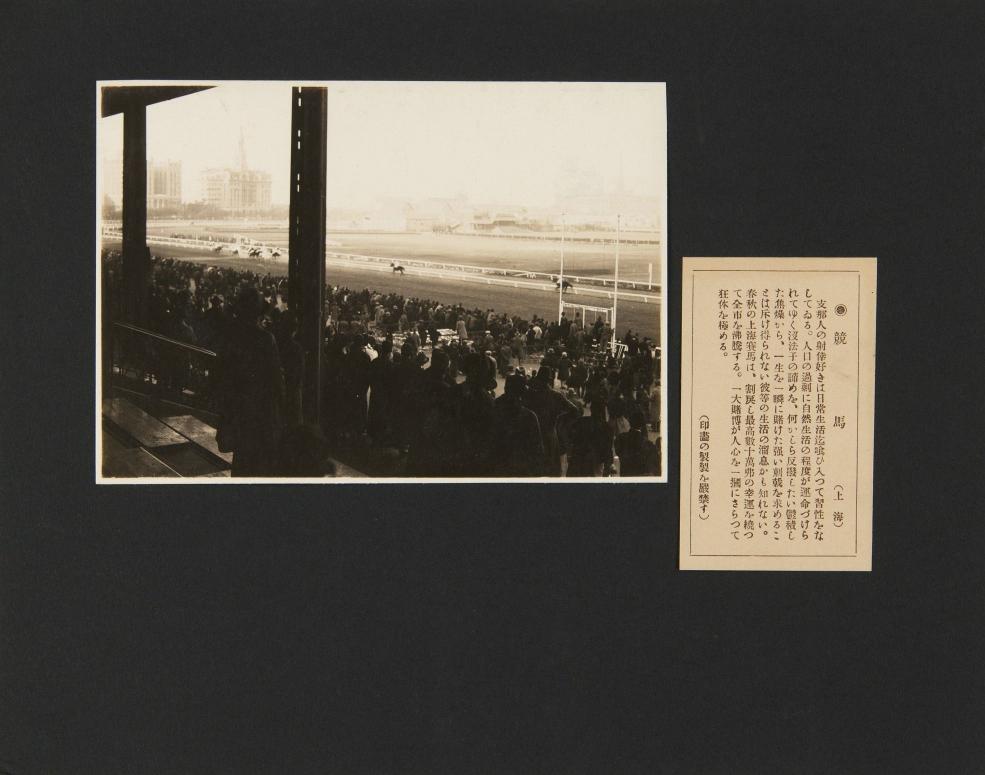 ◉競馬（上海）
支那人の射倖好きは日常生活迄喰ひ入つて習性をな
してゐる。人口の過剰に自然生活の程度が運命づけら
れてゆく沒法子の諦めを、何かしら反撥したい鬱積し
た焦燥から、一生を一瞬に賭けた强い刺戟を求めるこ
とは斥け得られない彼等の生活の溜息かも知れない。
春秋の上海賽馬は、割戾し最高數十萬弗の幸運を繞つ
て全市を沸騰する。一大賭博が人心を一摑にさらつて
狂休を極める。
（印畫の複製を嚴禁す）